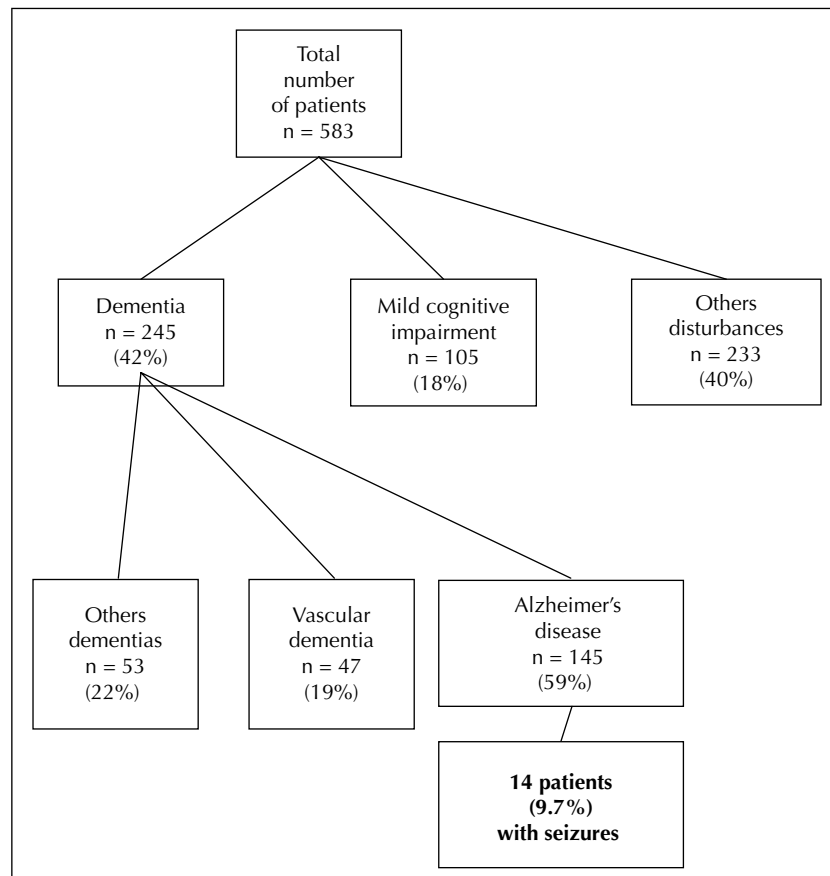 Total
number
of patients
n = 583
Dementia
n = 245
(42%)
Mild cognitive
impairment
n = 105
(18%)
Others
disturbances
n = 233
(40%)
Others
dementias
n = 53
(22%)
Vascular
dementia
n = 47
(19%)
Alzheimer's
disease
n = 145
(59%)
14 patients
(9.7%)
with seizures